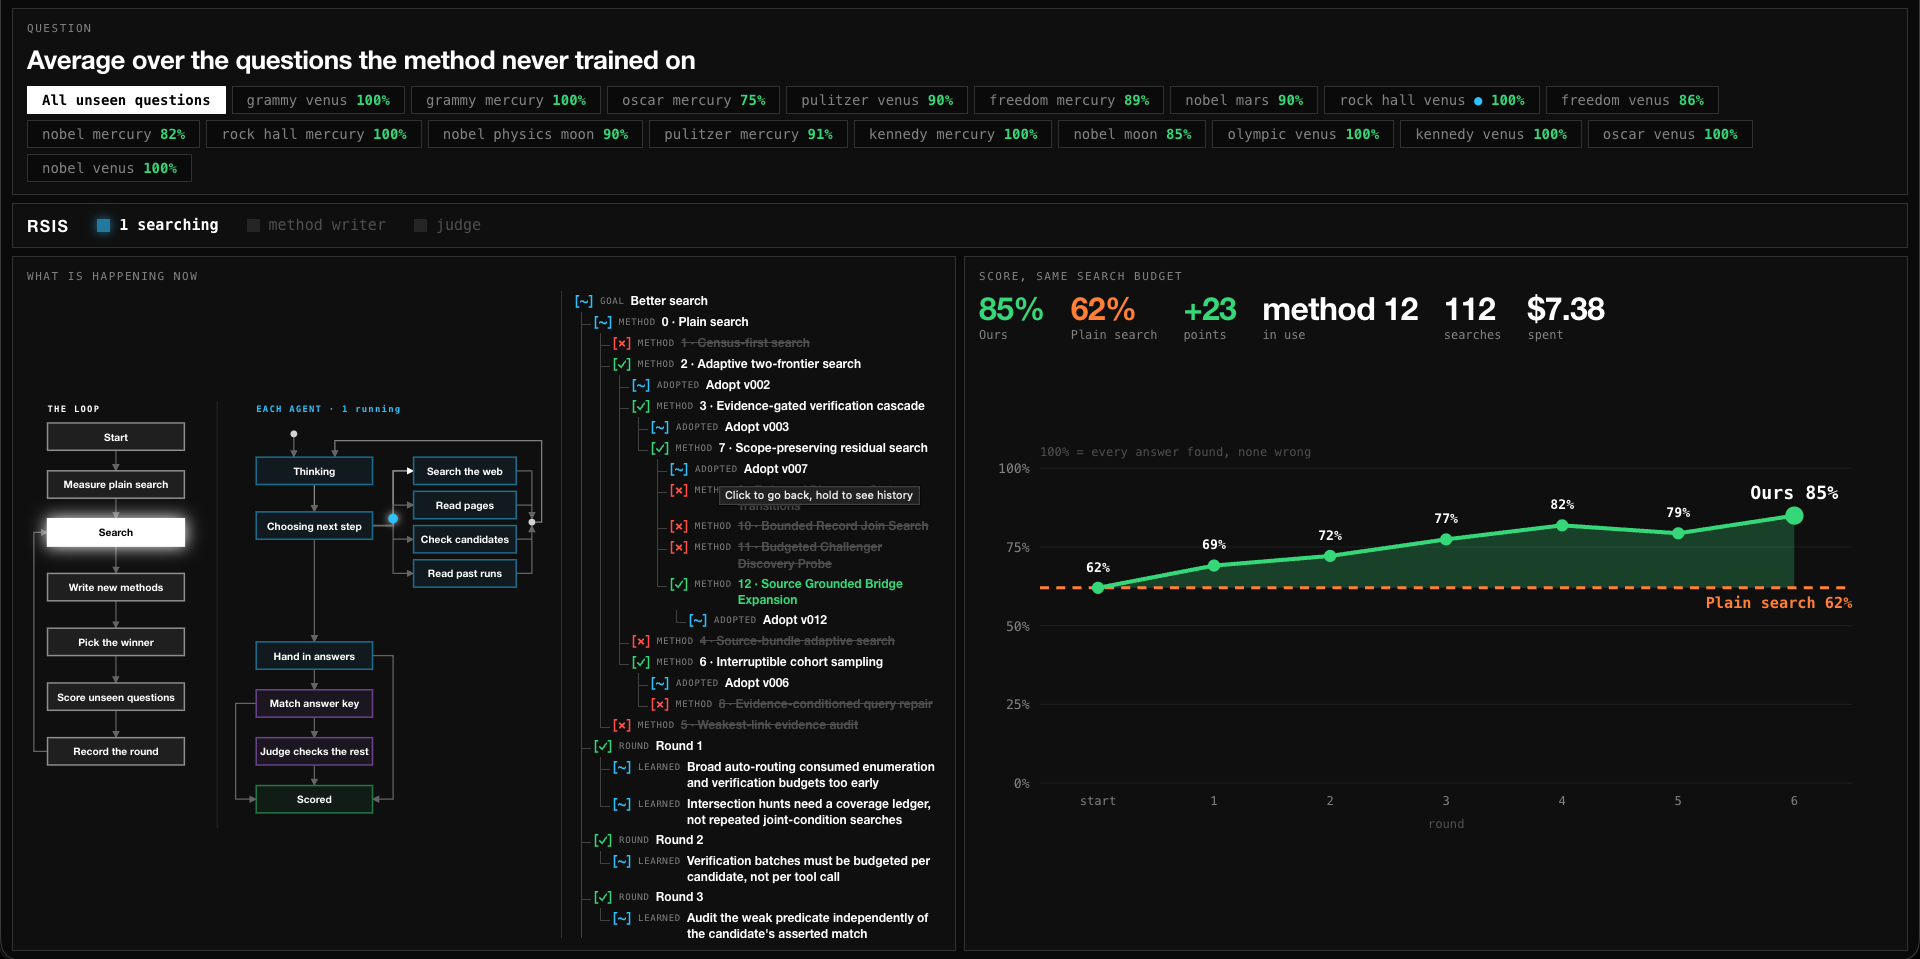 QUESTION
Average over the questions the method never trained on
All unseen questions
grammy venus 100%
grammy mercury 100%
oscar mercury 75%
pulitzer venus 90%
freedom mercury 89%
nobel mars 90%
rock hall venus 100%
freedom venus 86%
nobel mercury 82%
rock hall mercury 100%
nobel physics moon 90%
pulitzer mercury 91%
kennedy mercury 100%
nobel moon 85%
olympic venus 100%
kennedy venus 100%
oscar venus 100%
nobel venus 100%
RSIS
1 searching
method writer
judge
WHAT IS HAPPENING NOW
THE LOOP
Start
Measure plain search
Search
Write new methods
Pick the winner
Score unseen questions
Record the round
EACH AGENT · 1 running
Thinking
Choosing next step
Search the web
Read pages
Check candidates
Read past runs
Hand in answers
Match answer key
Judge checks the rest
Scored
[~] GOAL Better search
[~] METHOD 0 · Plain search
[×] METHOD 1 · Census-first search
[✓] METHOD 2 · Adaptive two-frontier search
[~] ADOPTED Adopt v002
[✓] METHOD 3 · Evidence-gated verification cascade
[~] ADOPTED Adopt v003
[✓] METHOD 7 · Scope-preserving residual search
[~] ADOPTED Adopt v007
[×] METH
Click to go back, hold to see history
Transitions
[×] METHOD 10 · Bounded Record Join Search
[×] METHOD 11 · Budgeted Challenger
Discovery Probe
[✓] METHOD 12 · Source Grounded Bridge
Expansion
[~] ADOPTED Adopt v012
[×] METHOD 4 · Source-bundle adaptive search
[✓] METHOD 6 · Interruptible cohort sampling
[~] ADOPTED Adopt v006
[×] METHOD 8 · Evidence-conditioned query repair
[×] METHOD 5 · Weakest-link evidence audit
[✓] ROUND Round 1
[~] LEARNED Broad auto-routing consumed enumeration
and verification budgets too early
[~] LEARNED Intersection hunts need a coverage ledger,
not repeated joint-condition searches
[✓] ROUND Round 2
[~] LEARNED Verification batches must be budgeted per
candidate, not per tool call
[✓] ROUND Round 3
[~] LEARNED Audit the weak predicate independently of
the candidate's asserted match
SCORE, SAME SEARCH BUDGET
85% 62% +23 method 12 112 $7.38
Ours Plain search points in use searches spent
100% = every answer found, none wrong
100%
75%
50%
25%
0%
62%
69%
72%
77%
82%
79%
Ours 85%
Plain search 62%
start 1 2 3 4 5 6
round